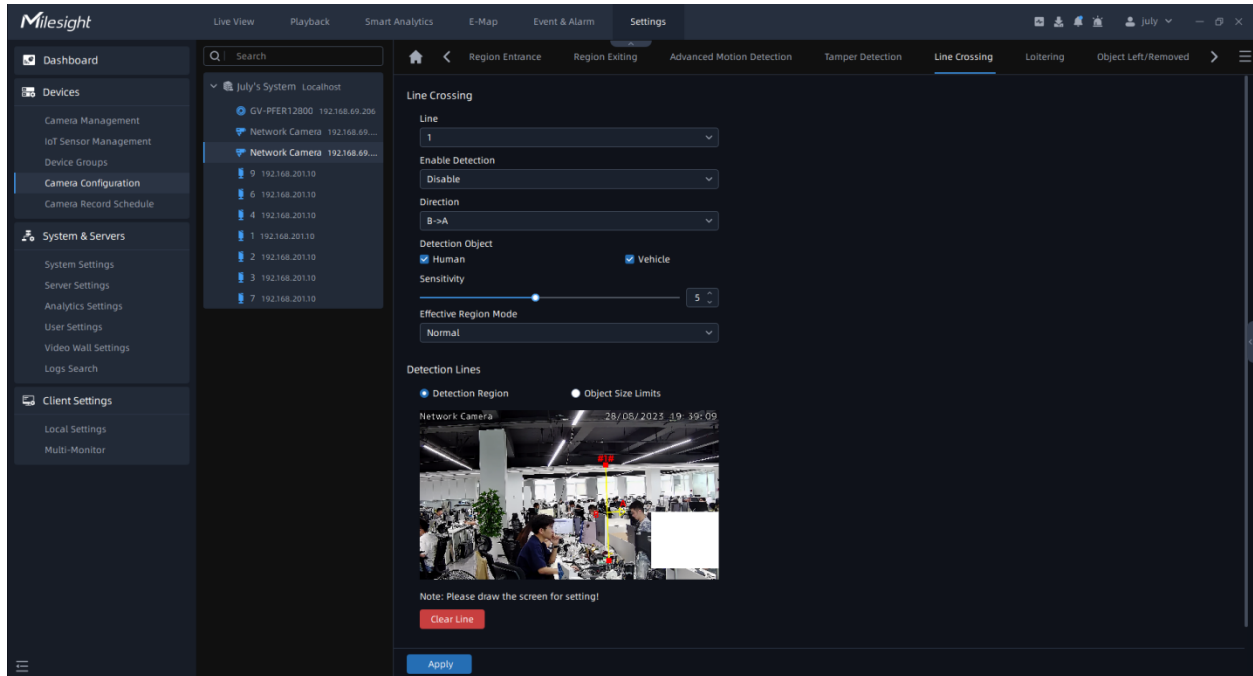 Milesight
Live View Playback Smart Analytics E-Map Event & Alarm Settings july
Dashboard
Devices
Camera Management
IoT Sensor Management
Device Groups
Camera Configuration
Camera Record Schedule
System & Servers
System Settings
Server Settings
Analytics Settings
User Settings
Video Wall Settings
Logs Search
Client Settings
Local Settings
Multi-Monitor
Search
July's System Localhost
GV-PFER12800 192.168.69.206
Network Camera 192.168.69....
Network Camera 192.168.69....
9 192.168.201.10
6 192.168.201.10
4 192.168.201.10
1 192.168.201.10
2 192.168.201.10
3 192.168.201.10
7 192.168.201.10
Region Entrance Region Exiting Advanced Motion Detection Tamper Detection Line Crossing Loitering Object Left/Removed
Line Crossing
Line
1
Enable Detection
Disable
Direction
B->A
Detection Object
Human Vehicle
Sensitivity
5
Effective Region Mode
Normal
Detection Lines
Detection Region Object Size Limits
Network Camera 28/08/2023 19:39:09
#1#
Note: Please draw the screen for setting!
Clear Line
Apply